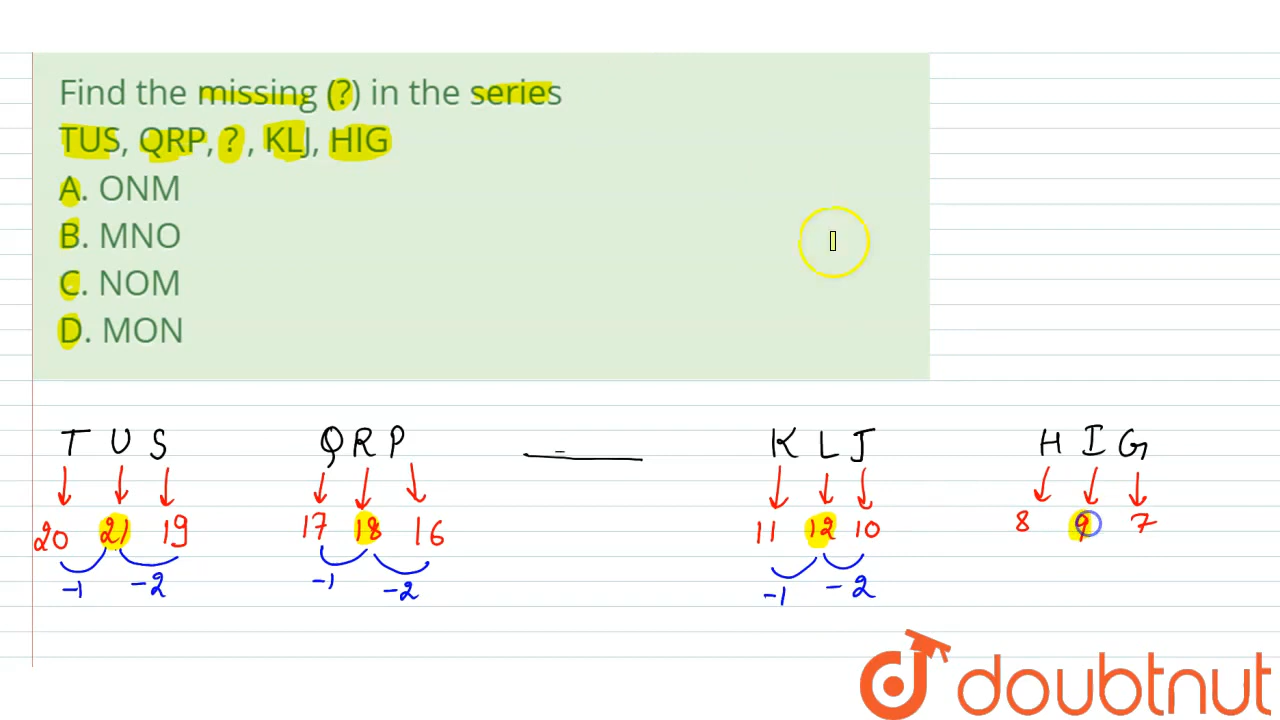 Find the missing (?) in the series
TUS, QRP, ? , KLJ, HIG
A. ONM
B. MNO
C. NOM
D. MON
T U S QRP K L J H I G
20 21 19 17 18 16 11 12 10 8 9 7
-1 -2 -1 -2 -1 -2
doubtnut